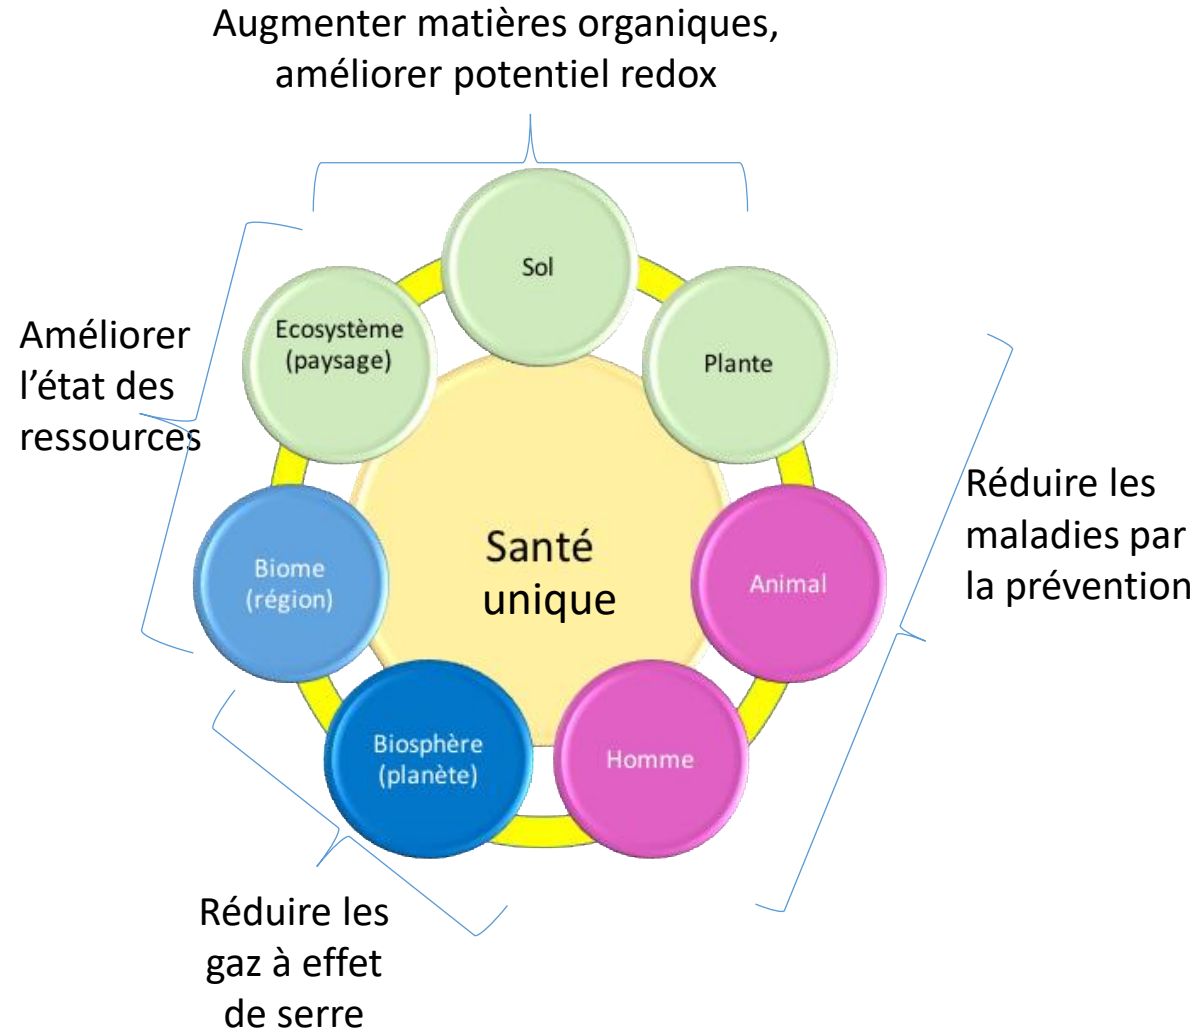 Augmenter matières organiques,
améliorer potentiel redox
Sol
Ecosystème
(paysage)
Plante
Améliorer
l’état des
ressources
Réduire les
maladies par
la prévention
Santé
unique
Biome
(région)
Animal
Biosphère
(planète)
Homme
Réduire les
gaz à effet
de serre